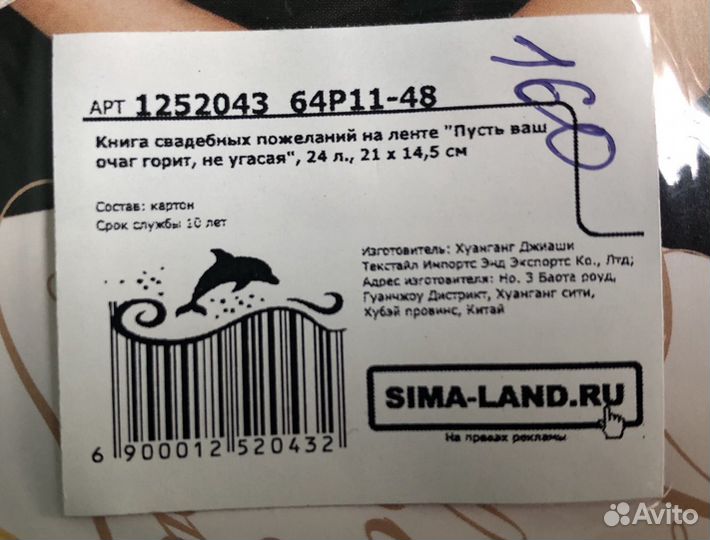 160
АРТ 1252043 64Р11-48
Книга свадебных пожеланий на ленте "Пусть ваш
очаг горит, не угасая", 24 л., 21 х 14,5 см
Состав: картон
Срок службы: 10 лет
Изготовитель: Хуанганг Джиаши
Текстайл Импортс Энд Экспортс Ко., Лтд;
Адрес изготовителя: Но. 3 Баота роуд,
Гуанчжоу Дистрикт, Хуанганг сити,
Хубэй провинс, Китай
6 900012 520432
SIMA-LAND.RU
На правах рекламы
Avito